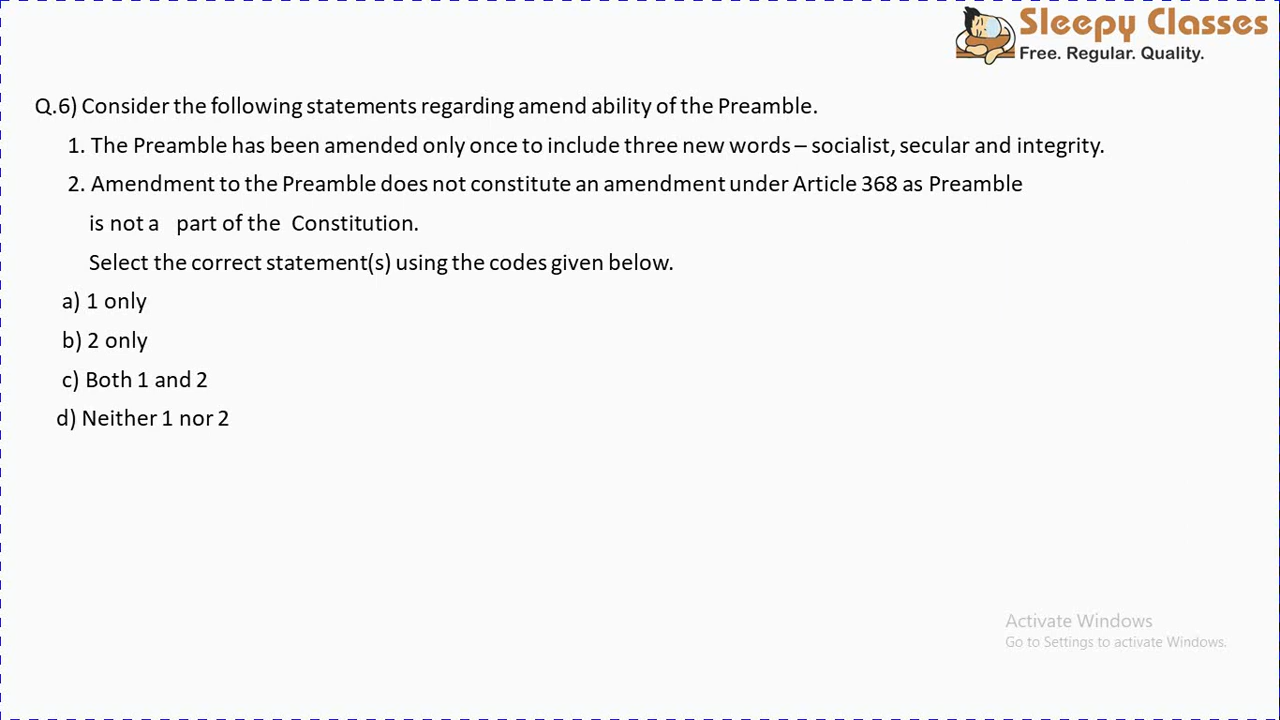 Sleepy Classes
Free. Regular. Quality.
Q.6) Consider the following statements regarding amend ability of the Preamble.
1. The Preamble has been amended only once to include three new words – socialist, secular and integrity.
2. Amendment to the Preamble does not constitute an amendment under Article 368 as Preamble
is not a part of the Constitution.
Select the correct statement(s) using the codes given below.
a) 1 only
b) 2 only
c) Both 1 and 2
d) Neither 1 nor 2
Activate Windows
Go to Settings to activate Windows.